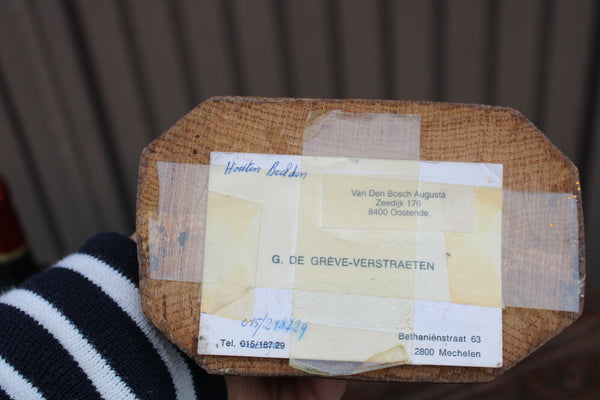 Houten Beelden
Van Den Bosch Augusta
Zeedijk 176
8400 Oostende
G. DE GRÈVE-VERSTRAETEN
015/218729
Tel. 015/187.29
Bethaniënstraat 63
2800 Mechelen